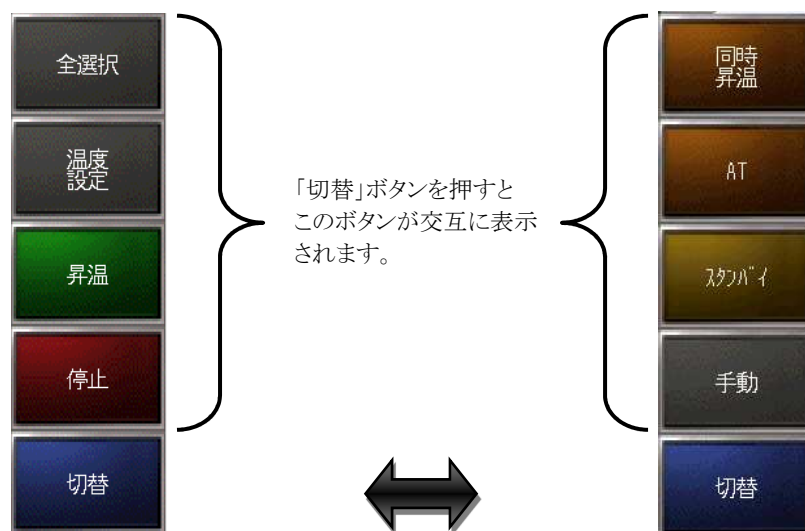 全選択
温度
設定
昇温
停止
切替
「切替」ボタンを押すと
このボタンが交互に表示
されます。
同時
昇温
AT
ｽﾀﾝﾊﾞｲ
手動
切替